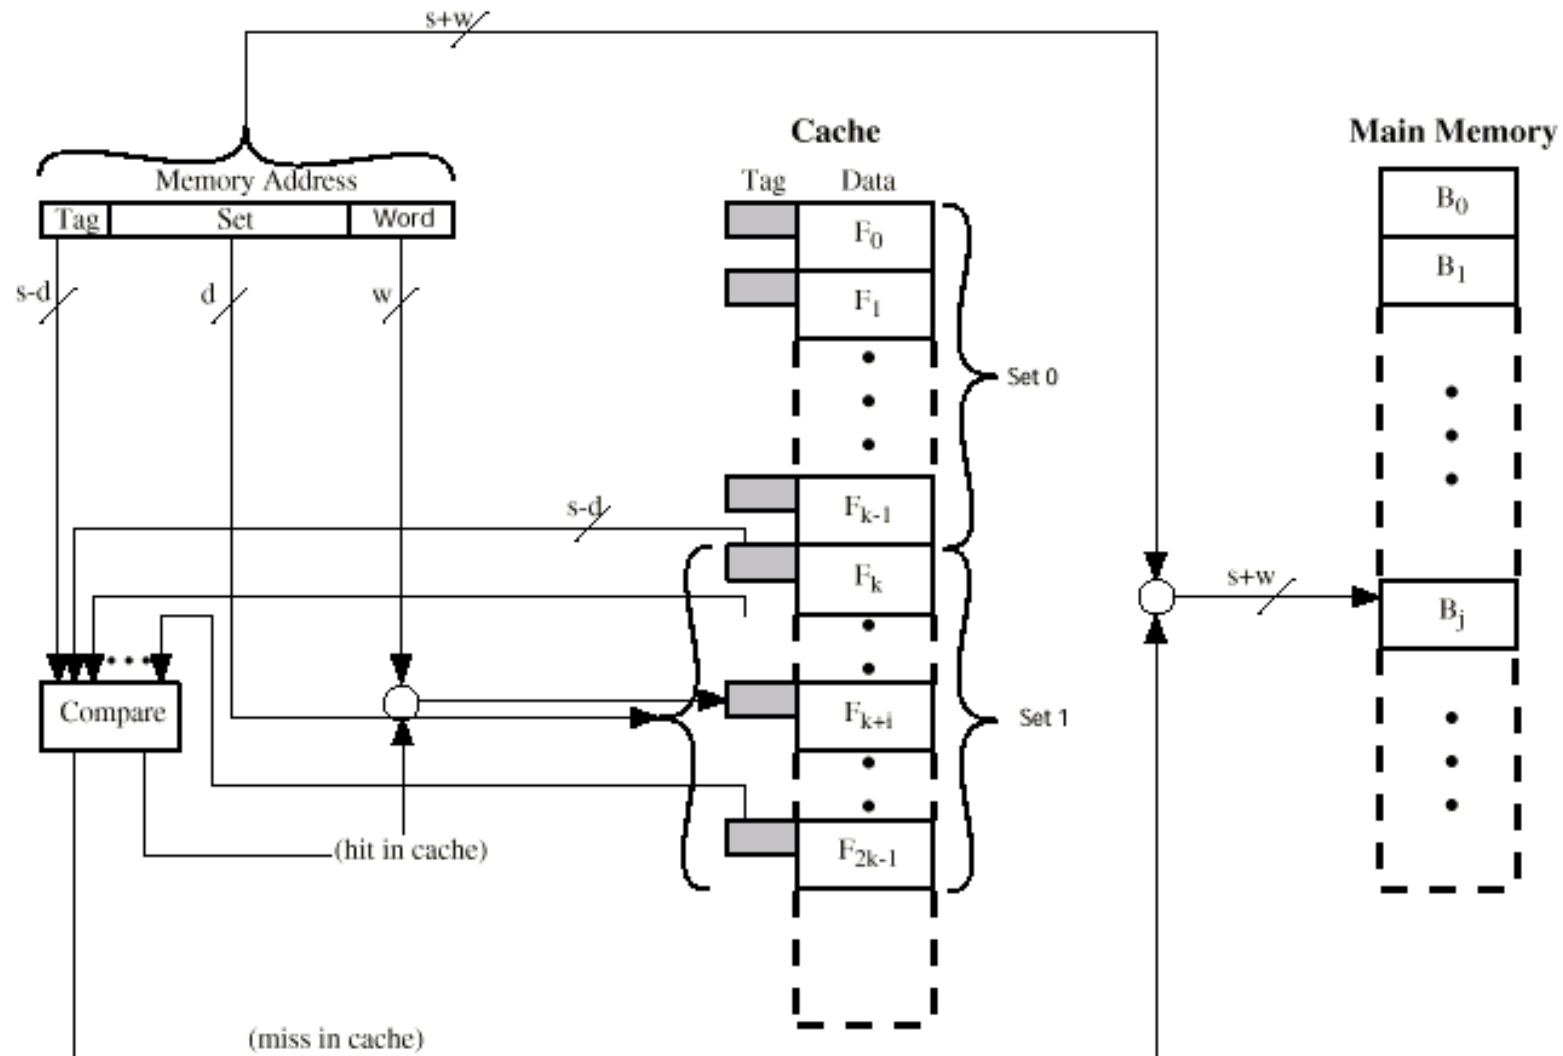 s+w
Cache
Main Memory
Memory Address
Tag Data
Tag Set Word
F0
F1
B0
B1
s-d
d
w
Set 0
s-d
Fk-1
Fk
s+w
Bj
Compare
Fk+i
Set 1
(hit in cache)
F2k-1
(miss in cache)